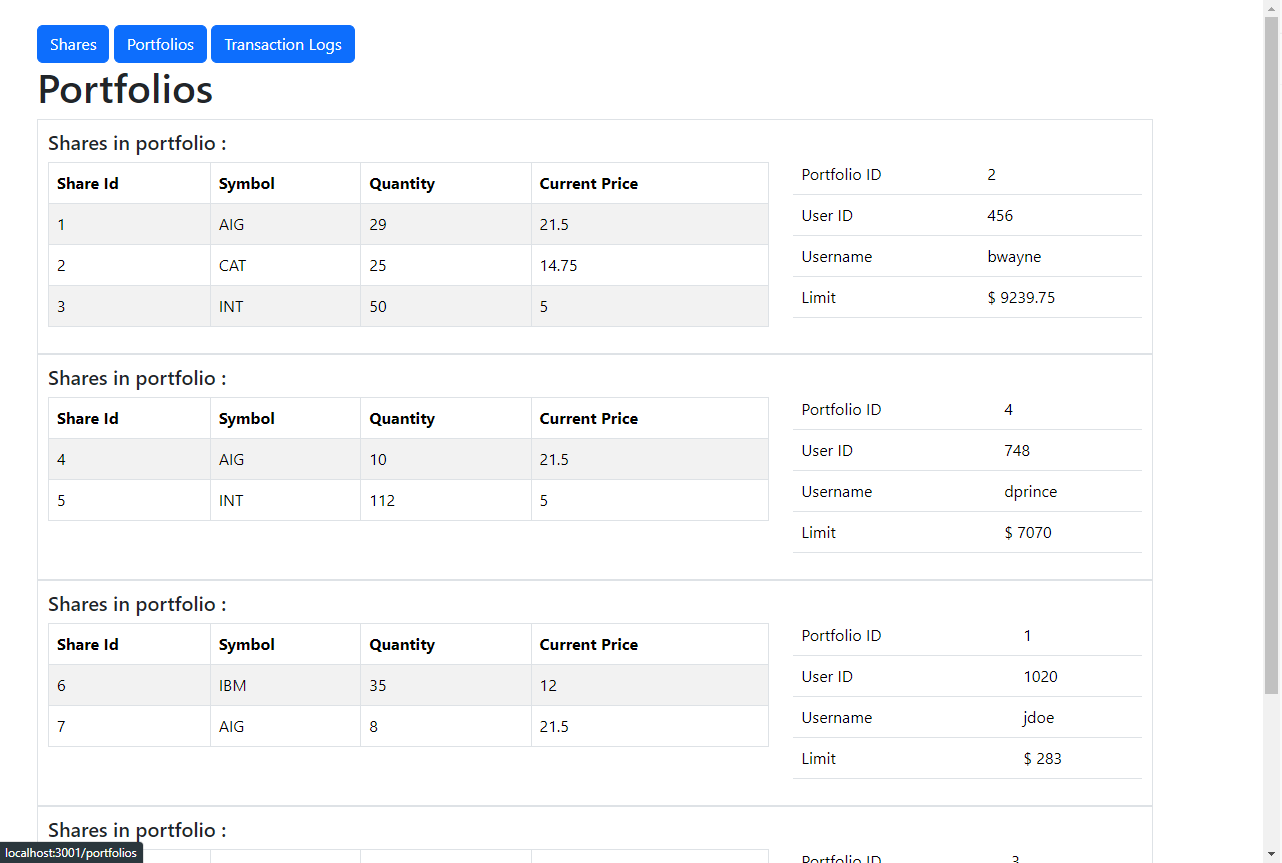 Shares Portfolios Transaction Logs
Portfolios
Shares in portfolio :
Share Id Symbol Quantity Current Price
1 AIG 29 21.5
2 CAT 25 14.75
3 INT 50 5
Portfolio ID 2
User ID 456
Username bwayne
Limit $ 9239.75
Shares in portfolio :
Share Id Symbol Quantity Current Price
4 AIG 10 21.5
5 INT 112 5
Portfolio ID 4
User ID 748
Username dprince
Limit $ 7070
Shares in portfolio :
Share Id Symbol Quantity Current Price
6 IBM 35 12
7 AIG 8 21.5
Portfolio ID 1
User ID 1020
Username jdoe
Limit $ 283
Shares in portfolio :
Portfolio ID 3
localhost:3001/portfolios